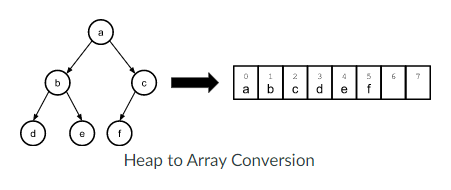 a
b c
d e f
0 1 2 3 4 5 6 7
a b c d e f
Heap to Array Conversion